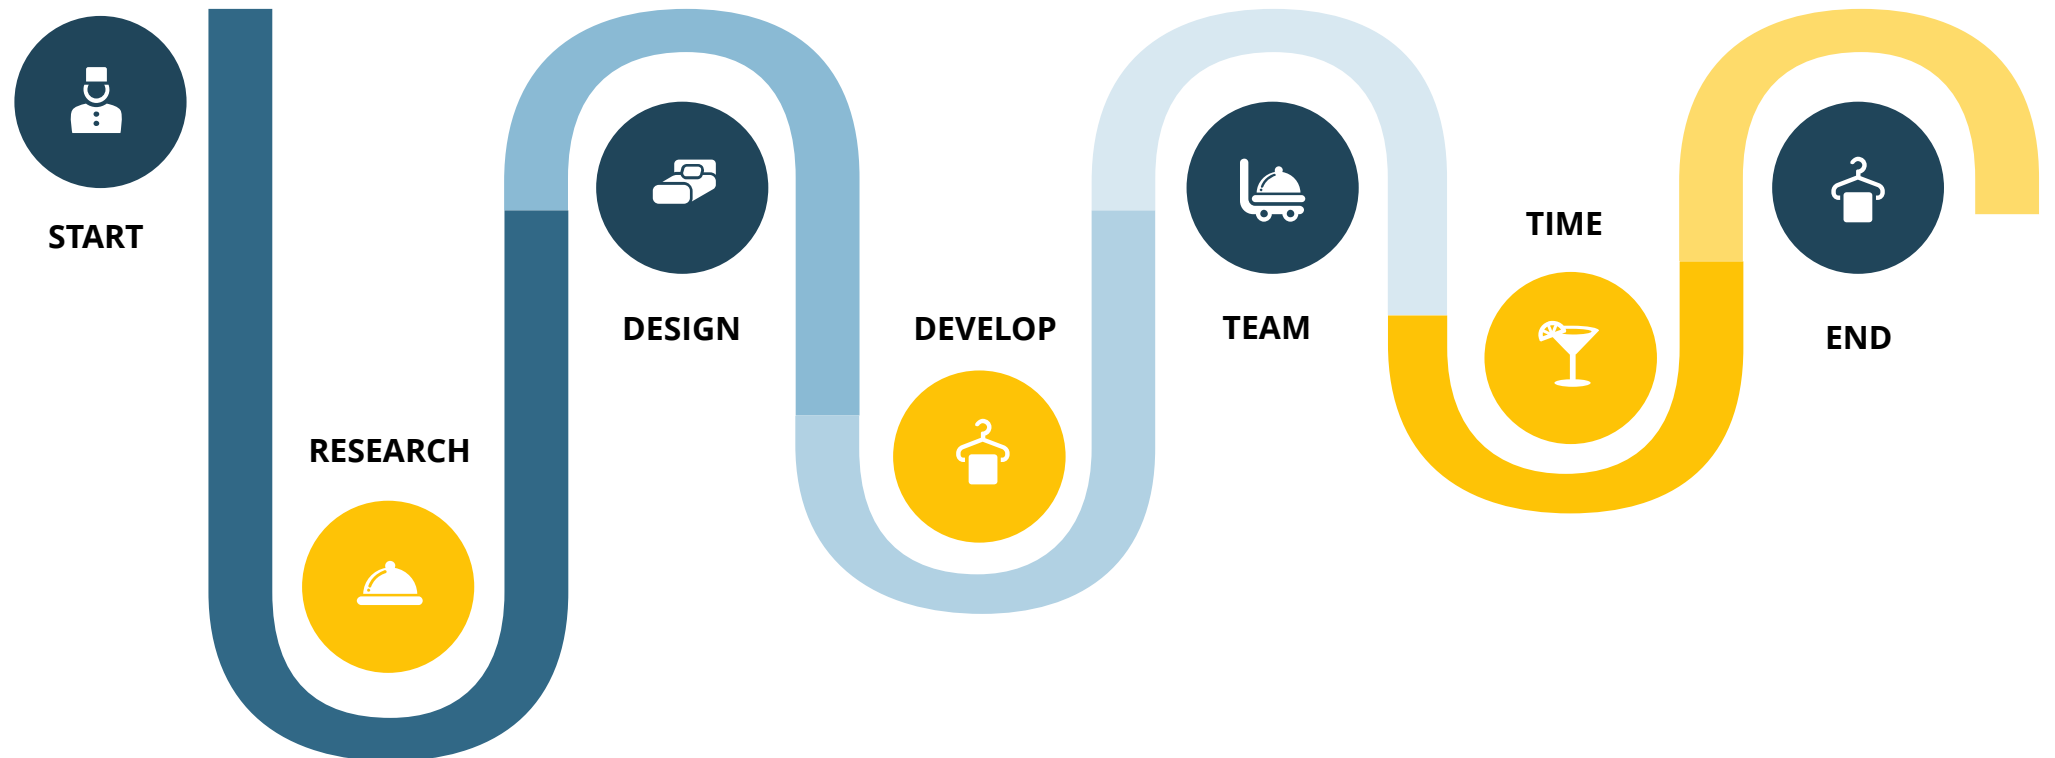 START
RESEARCH
DESIGN
DEVELOP
TEAM
TIME
END